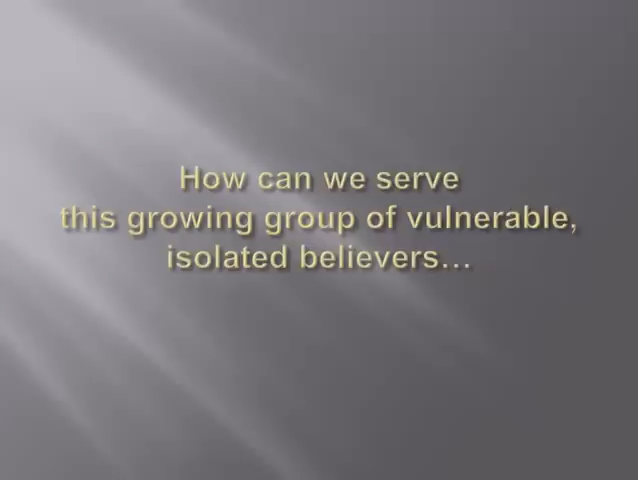 How can we serve
this growing group of vulnerable,
isolated believers...